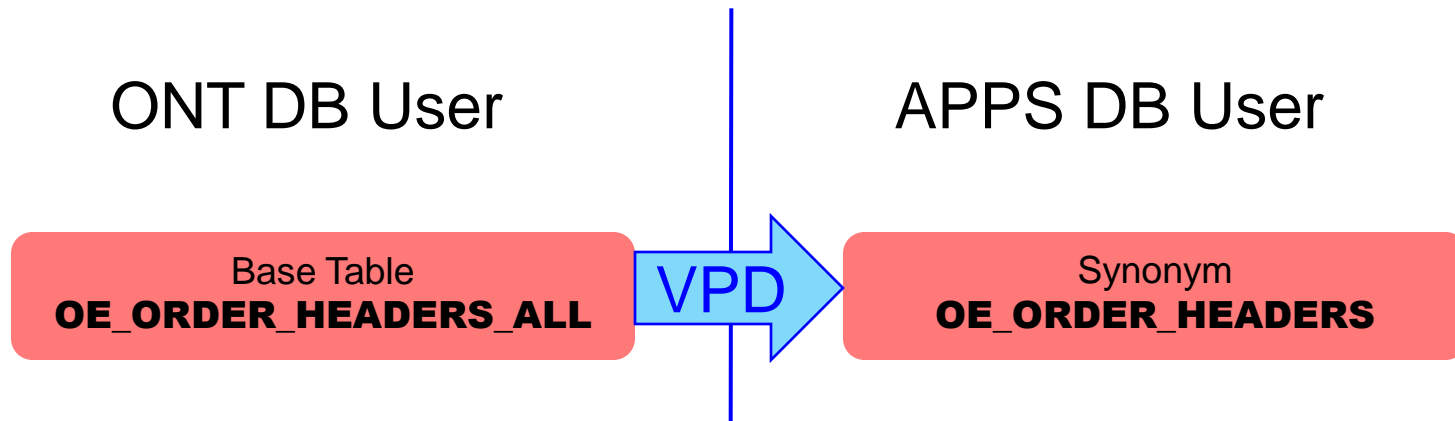 ONT DB User
APPS DB User
Base Table
OE_ORDER_HEADERS_ALL
VPD
Synonym
OE_ORDER_HEADERS